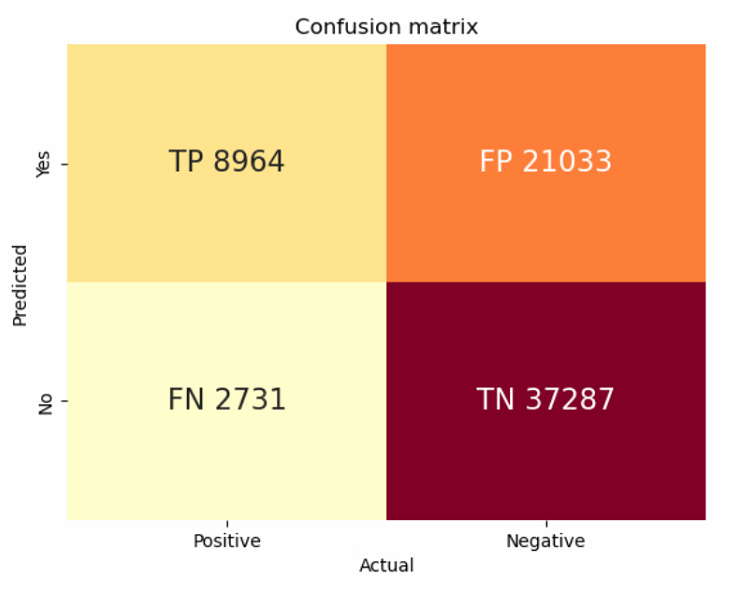 Confusion matrix
Predicted
Yes
TP 8964
FP 21033
No
FN 2731
TN 37287
Positive
Negative
Actual